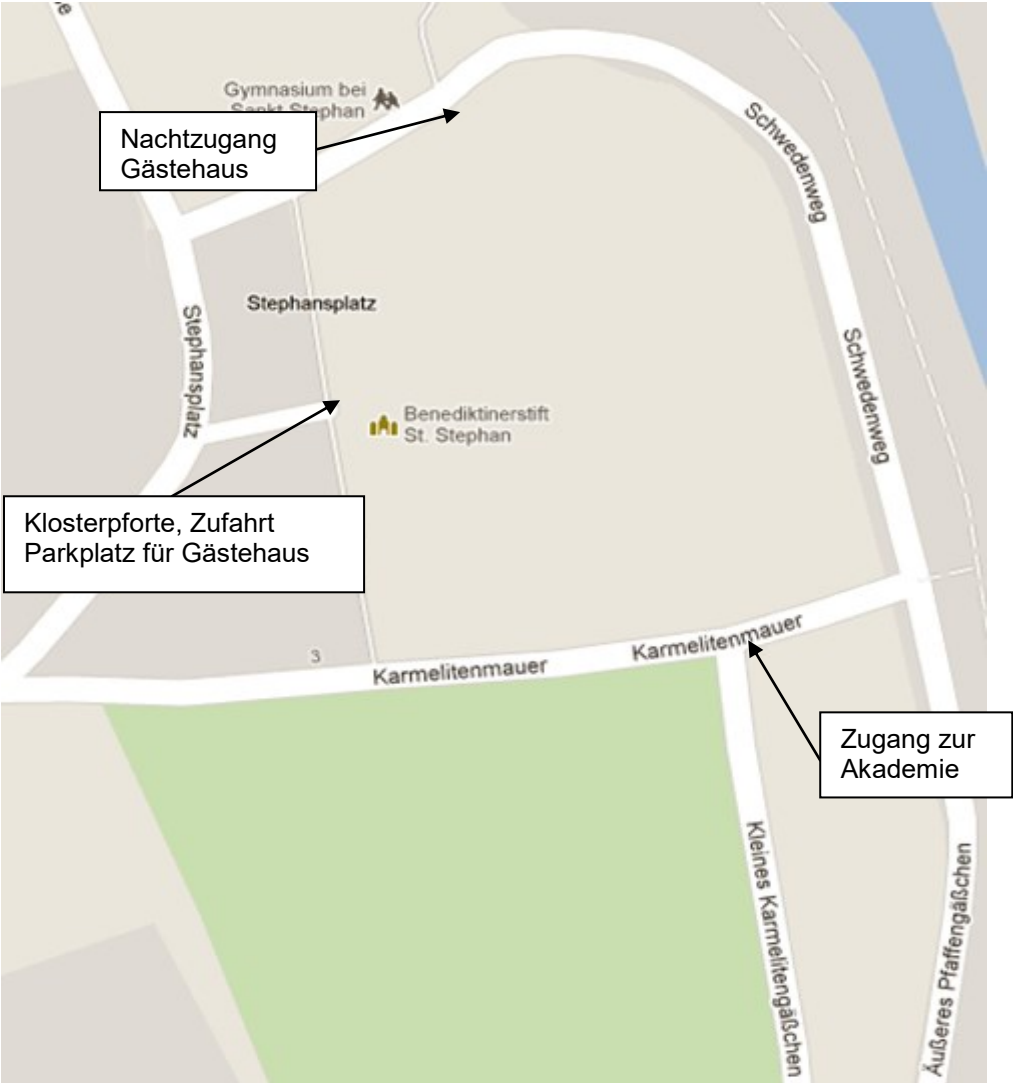 Gymnasium bei
Sankt Stephan
Nachtzugang
Gästehaus
Schwedenweg
Stephansplatz
Stephansplatz
Schwedenweg
Benediktinerstift
St. Stephan
Klosterpforte, Zufahrt
Parkplatz für Gästehaus
3
Karmelitenmauer
Karmelitenmauer
Zugang zur
Akademie
Kleines Karmelitengäßchen
Äußeres Pfaffengäßchen